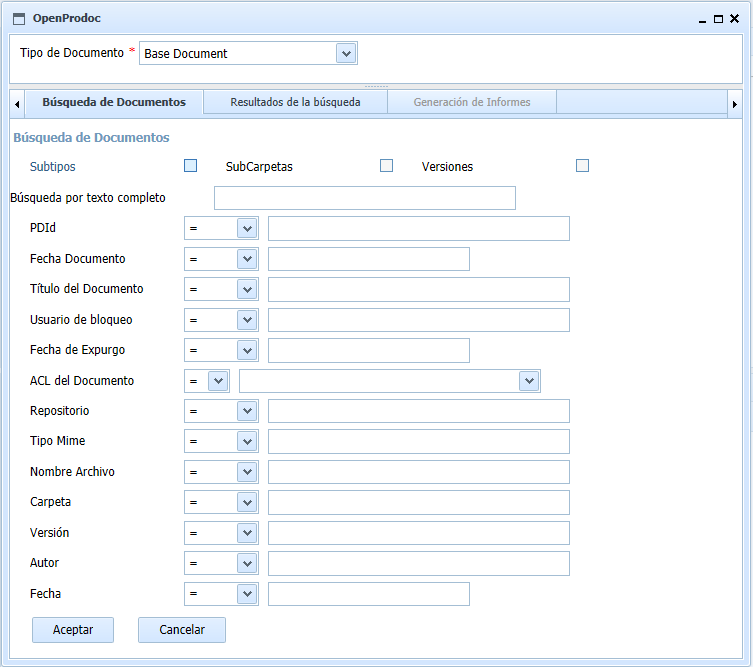 OpenProdoc
Tipo de Documento * Base Document
Búsqueda de Documentos Resultados de la búsqueda Generación de Informes
Búsqueda de Documentos
Subtipos SubCarpetas Versiones
Búsqueda por texto completo
PDId =
Fecha Documento =
Título del Documento =
Usuario de bloqueo =
Fecha de Expurgo =
ACL del Documento =
Repositorio =
Tipo Mime =
Nombre Archivo =
Carpeta =
Versión =
Autor =
Fecha =
Aceptar Cancelar